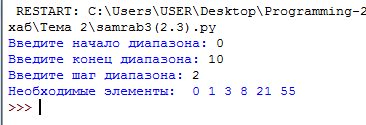 RESTART: C:\Users\USER\Desktop\Programming-2
хаб\Тема 2\samrab3(2.3).py
Введите начало диапазона: 0
Введите конец диапазона: 10
Введите шаг диапазона: 2
Необходимые элементы:  0 1 3 8 21 55
>>>